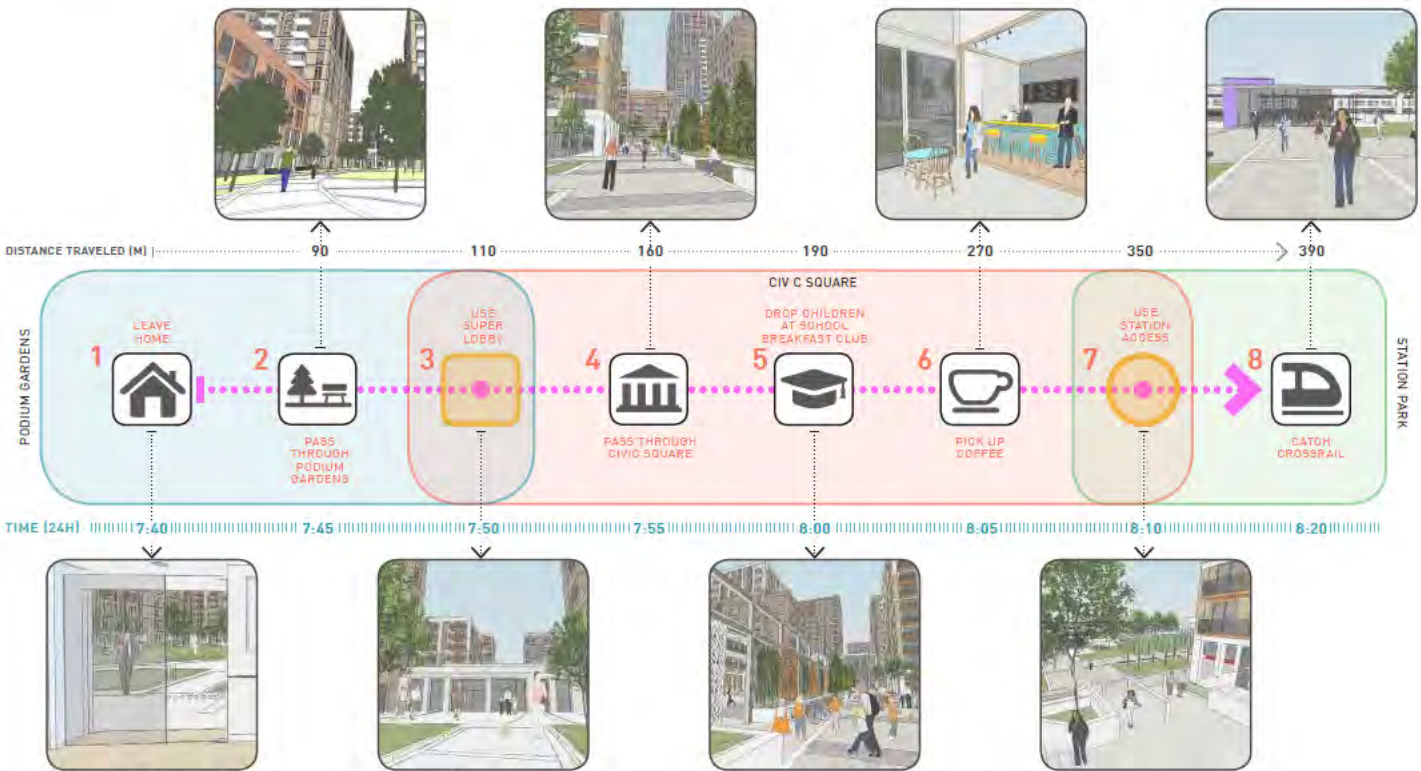 DISTANCE TRAVELED (M)
90
110
160
190
270
350
390
CIV C SQUARE
PODIUM GARDENS
STATION PARK
1
LEAVE
HOME
2
PASS
THROUGH
PODIUM
GARDENS
3
USE
SUPER
LOBBY
4
PASS THROUGH
CIVIC SQUARE
5
DROP CHILDREN
AT SCHOOL
BREAKFAST CLUB
6
PICK UP
COFFEE
7
USE
STATION
ACCESS
8
CATCH
CROSSRAIL
TIME (24H)
7:40
7:45
7:50
7:55
8:00
8:05
8:10
8:20